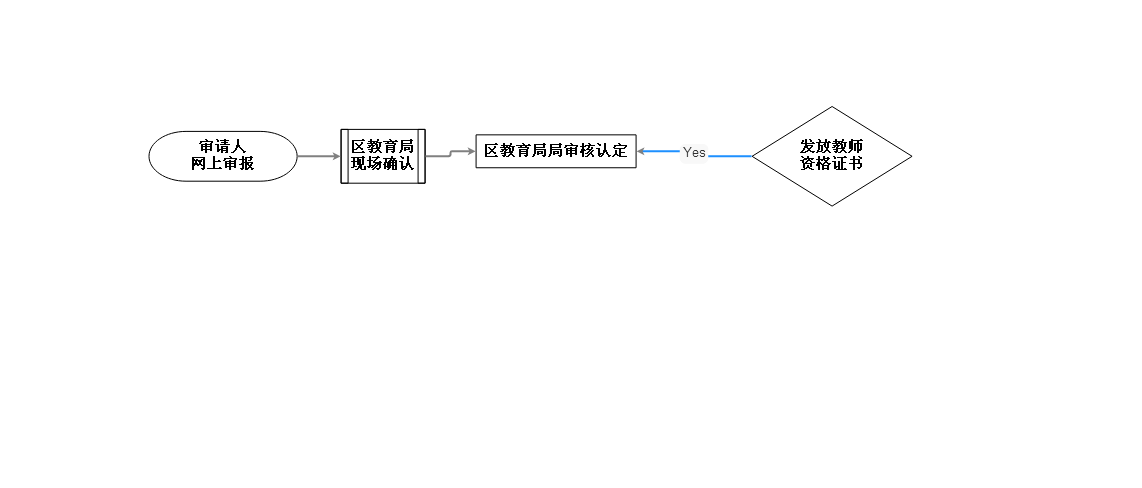 审请人
网上审报
区教育局
现场确认
区教育局局审核认定
Yes
发放教师
资格证书